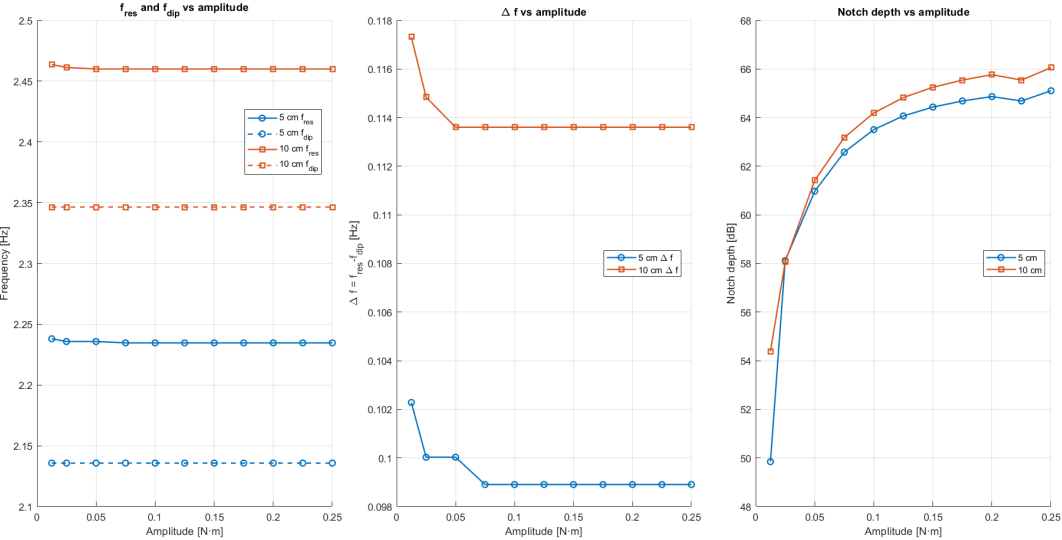 f_res and f_dip vs amplitude
2.5
2.45
2.4
2.35
2.3
2.25
2.2
2.15
2.1
Frequency [Hz]
5 cm f_res
5 cm f_dip
10 cm f_res
10 cm f_dip
0 0.05 0.1 0.15 0.2 0.25
Amplitude [N·m]
Δ f vs amplitude
0.118
0.116
0.114
0.112
0.11
0.108
0.106
0.104
0.102
0.1
0.098
Δ f = f_res-f_dip [Hz]
5 cm Δ f
10 cm Δ f
0 0.05 0.1 0.15 0.2 0.25
Amplitude [N·m]
Notch depth vs amplitude
68
66
64
62
60
58
56
54
52
50
48
Notch depth [dB]
5 cm
10 cm
0 0.05 0.1 0.15 0.2 0.25
Amplitude [N·m]